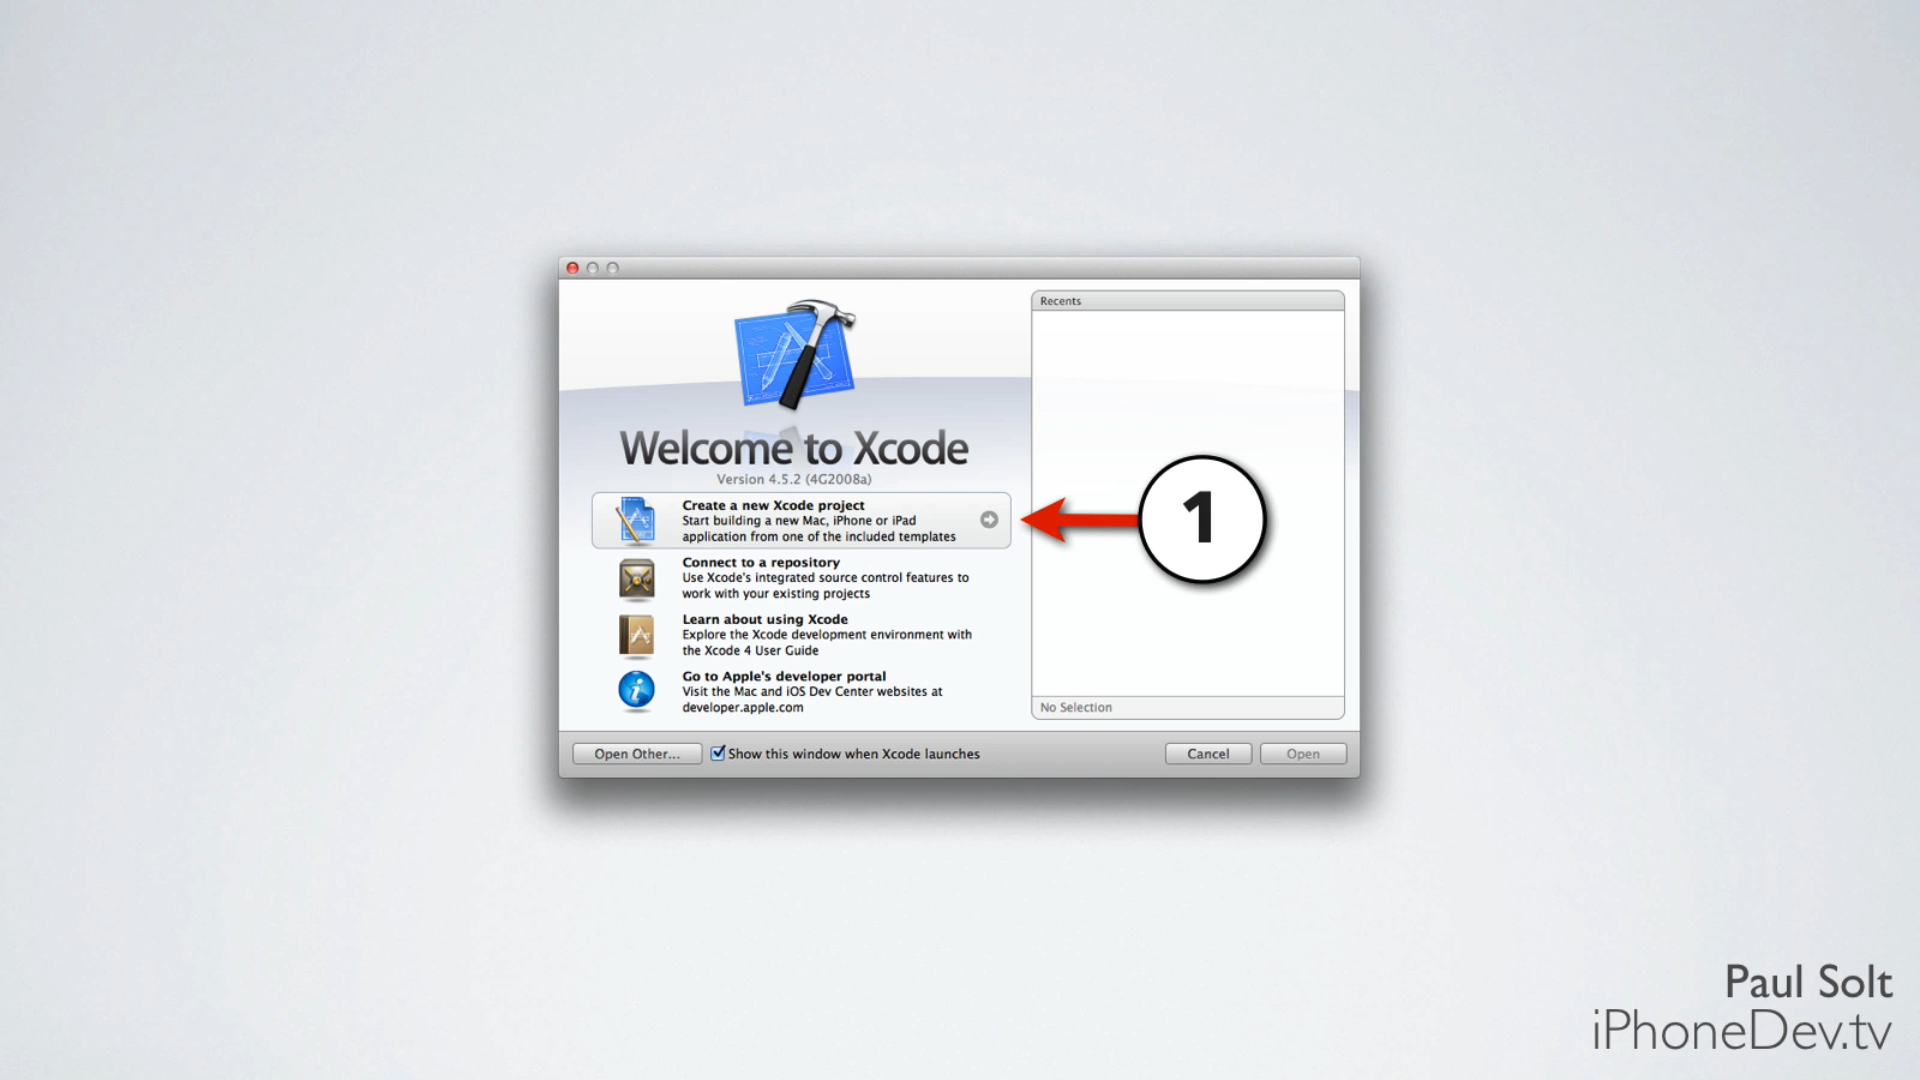 Recents
Welcome to Xcode
Version 4.5.2 (4G2008a)
Create a new Xcode project
Start building a new Mac, iPhone or iPad
application from one of the included templates
1
Connect to a repository
Use Xcode's integrated source control features to
work with your existing projects
Learn about using Xcode
Explore the Xcode development environment with
the Xcode 4 User Guide
Go to Apple's developer portal
Visit the Mac and iOS Dev Center websites at
developer.apple.com
No Selection
Open Other...
Show this window when Xcode launches
Cancel
Open
Paul Solt
iPhoneDev.tv